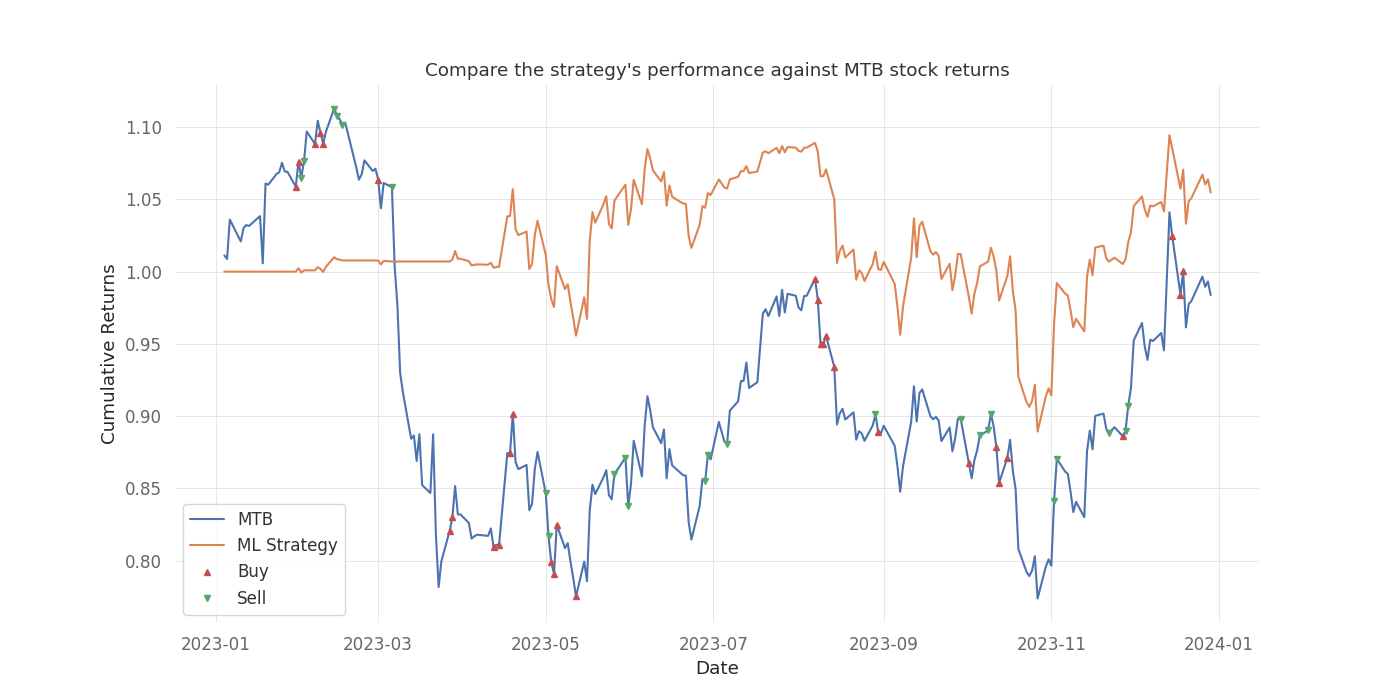 Compare the strategy's performance against MTB stock returns
Cumulative Returns
1.10
1.05
1.00
0.95
0.90
0.85
0.80
MTB
ML Strategy
Buy
Sell
2023-01 2023-03 2023-05 2023-07 2023-09 2023-11 2024-01
Date